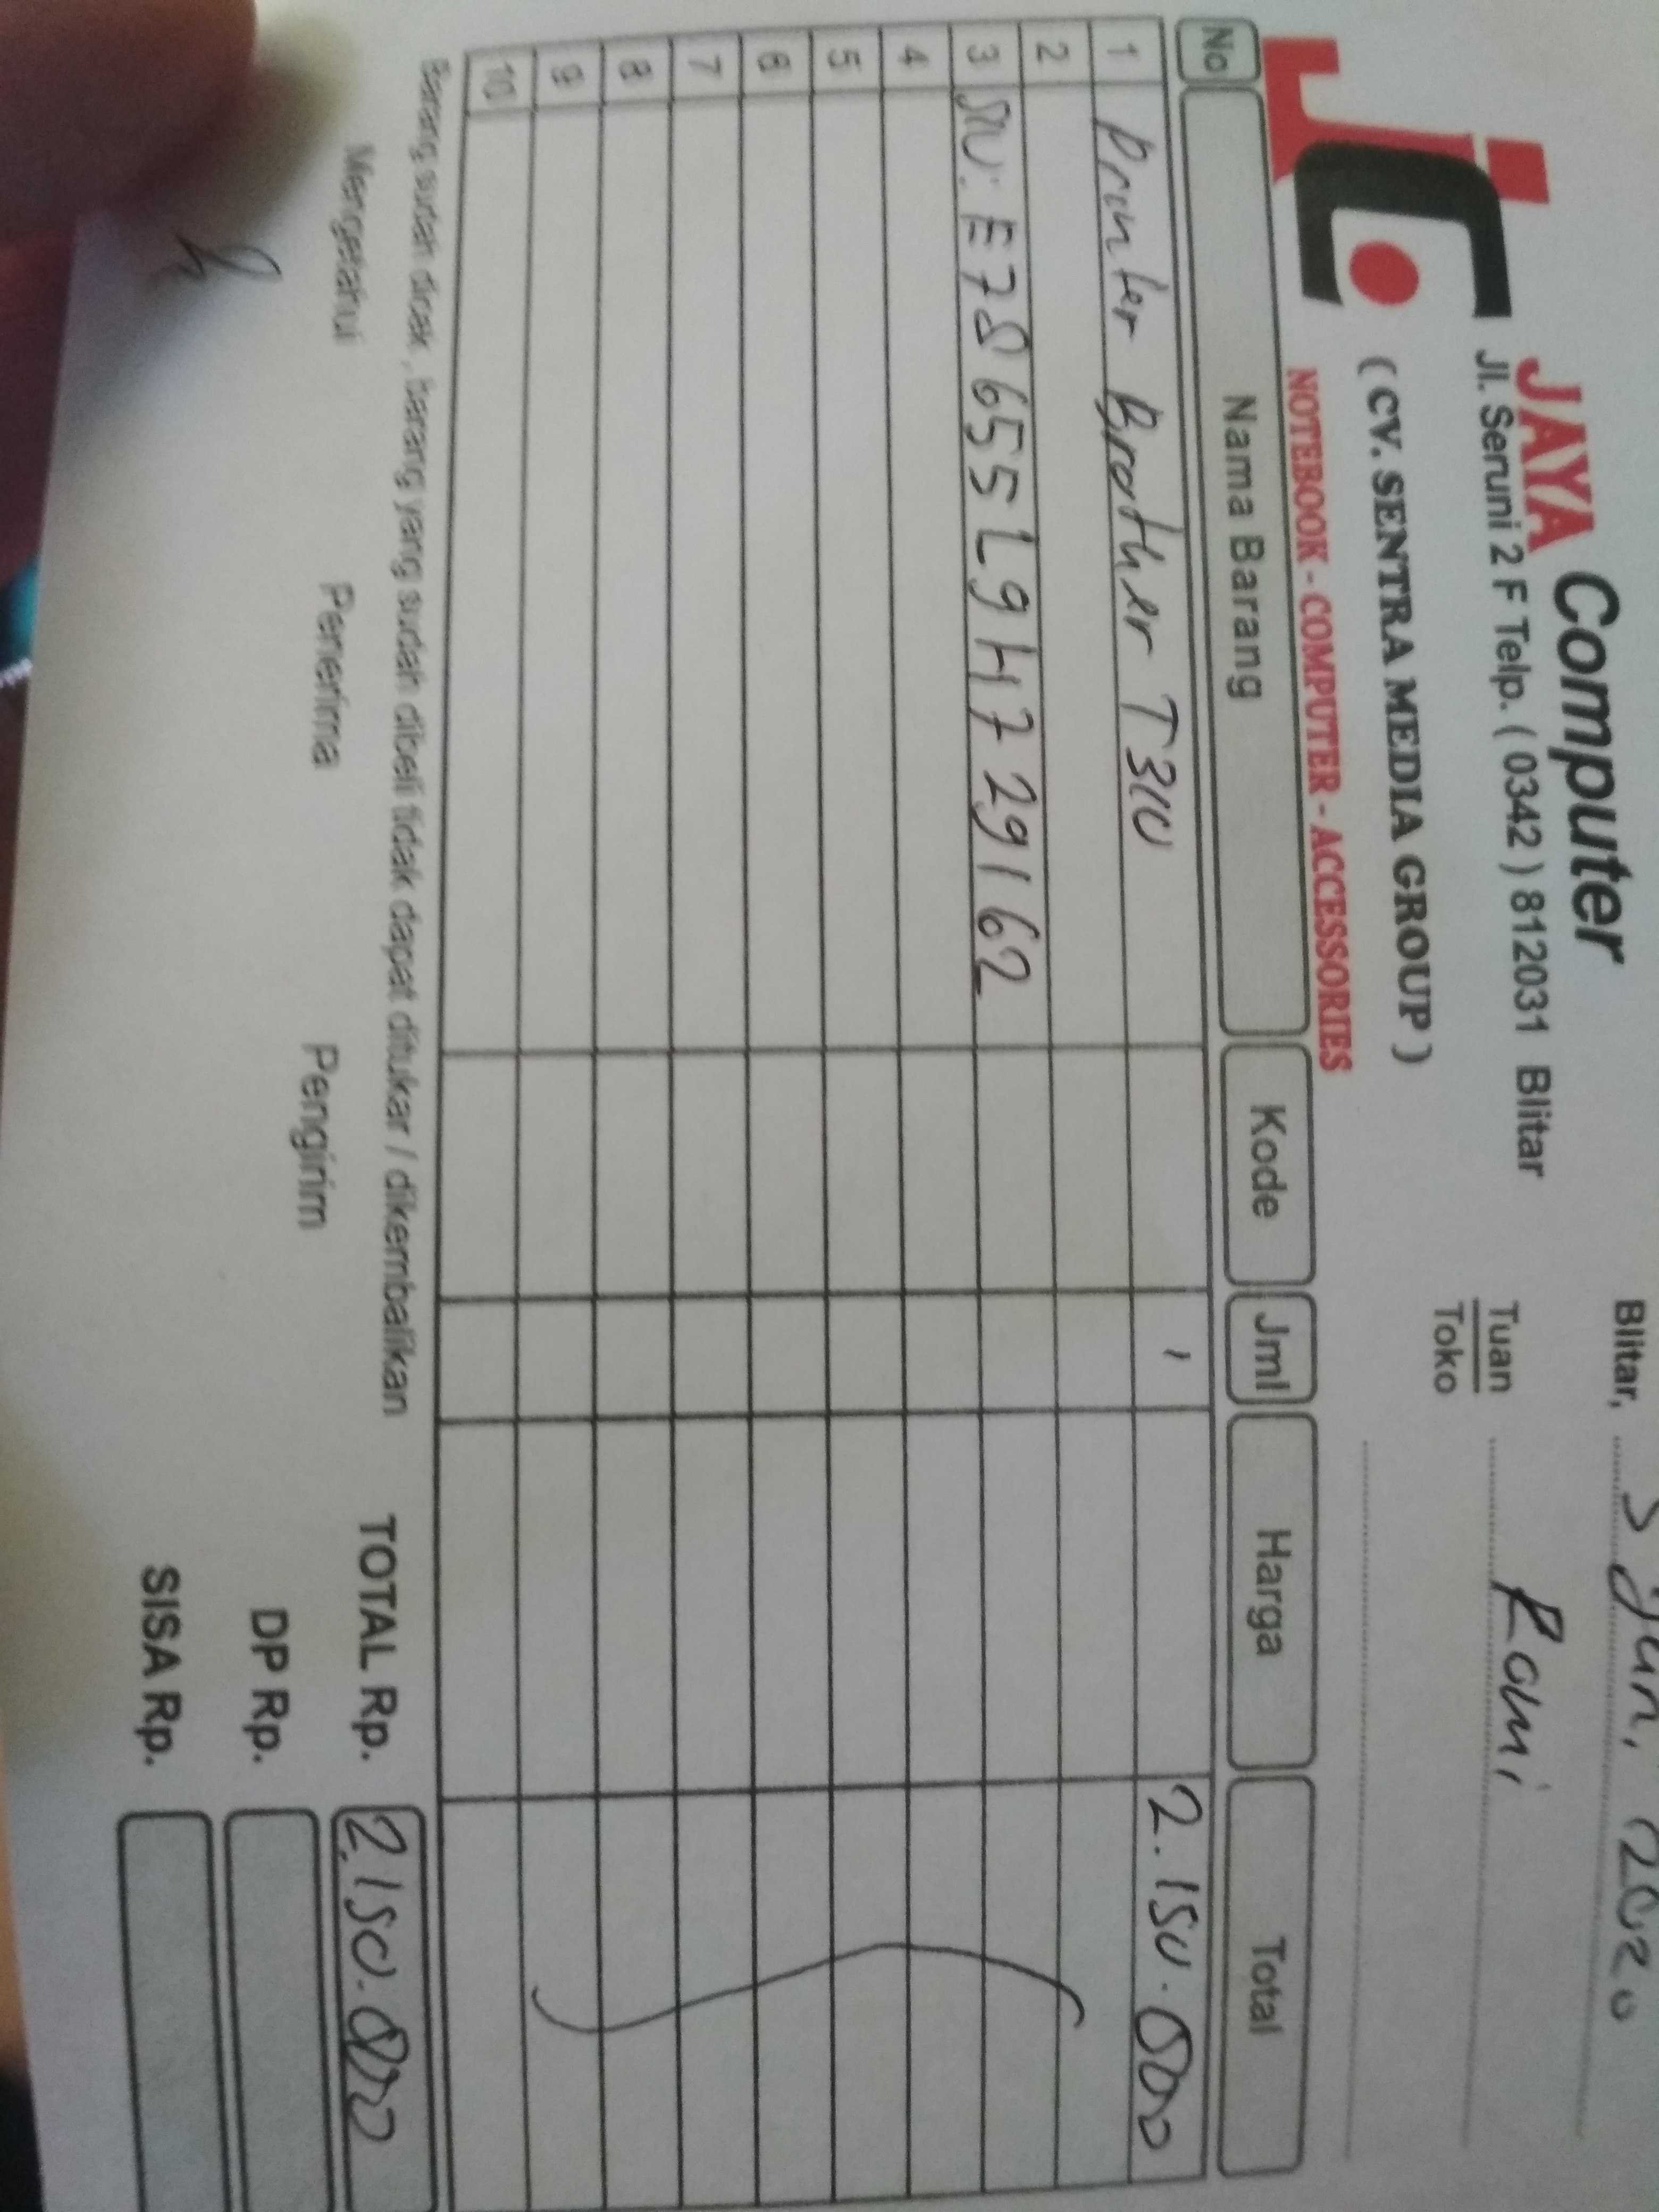 JAYA Computer
Jl. Seruni 2 F Telp. ( 0342 ) 812031 Blitar
( CV. SENTRA MEDIA GROUP )
NOTEBOOK - COMPUTER - ACCESSORIES
Blitar, 5 Jun, 2020
Tuan Romi
Toko
No Nama Barang Kode Jml Harga Total
1 Printer Brother T310 1 2.150.000
2
3 SN: E78655L9H729162
4
5
6
7
8
9
10
Barang sudah dicek, barang yang sudah dibeli tidak dapat ditukar / dikembalikan
Mengetahui Penerima Pengirim
TOTAL Rp. 2.150.000
DP Rp.
SISA Rp.